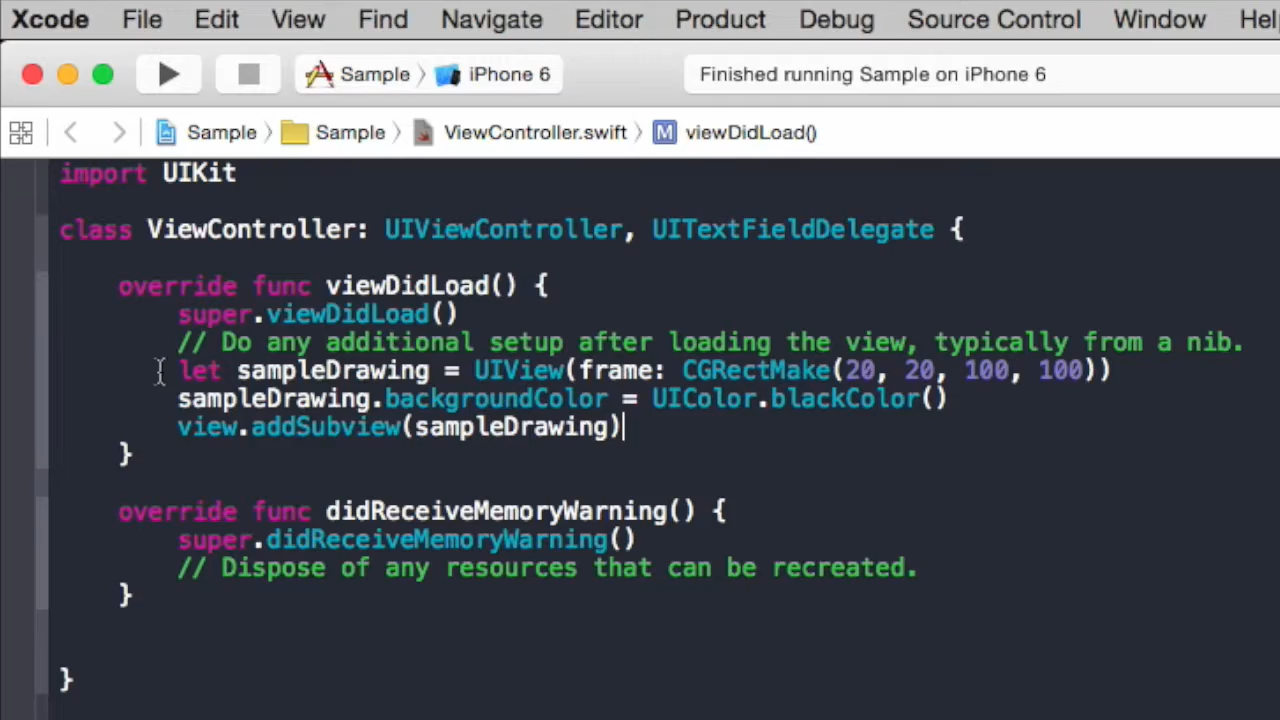 Xcode File Edit View Find Navigate Editor Product Debug Source Control Window Hel
Sample iPhone 6 Finished running Sample on iPhone 6
Sample Sample ViewController.swift M viewDidLoad()
import UIKit
class ViewController: UIViewController, UITextFieldDelegate {
override func viewDidLoad() {
super.viewDidLoad()
// Do any additional setup after loading the view, typically from a nib.
let sampleDrawing = UIView(frame: CGRectMake(20, 20, 100, 100))
sampleDrawing.backgroundColor = UIColor.blackColor()
view.addSubview(sampleDrawing)
}
override func didReceiveMemoryWarning() {
super.didReceiveMemoryWarning()
// Dispose of any resources that can be recreated.
}
}